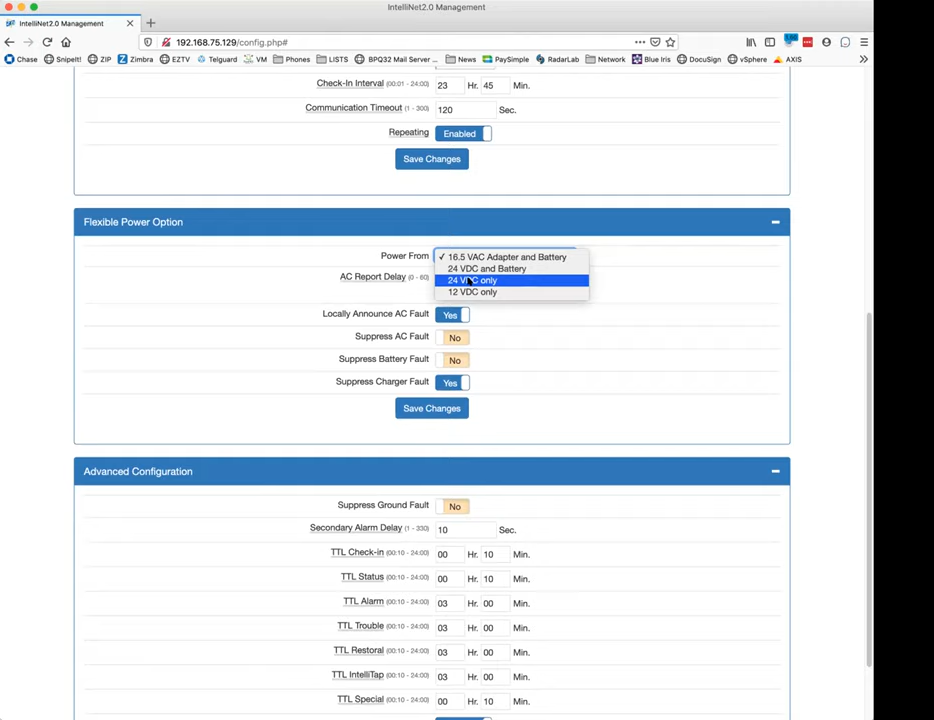 IntelliNet2.0 Management
IntelliNet2.0 Management
192.168.75.129/config.php#
Chase SnipeIt! ZIP Zimbra EZTV Telguard VM Phones LISTS BPQ32 Mail Server ... News PaySimple RadarLab Network Blue Iris DocuSign vSphere AXIS
Check-In Interval (00:01 - 24:00) 23 Hr. 45 Min.
Communication Timeout (1 - 300) 120 Sec.
Repeating Enabled
Save Changes
Flexible Power Option
Power From
✓ 16.5 VAC Adapter and Battery
24 VDC and Battery
24 VDC only
12 VDC only
AC Report Delay (0 - 60)
Locally Announce AC Fault Yes
Suppress AC Fault No
Suppress Battery Fault No
Suppress Charger Fault Yes
Save Changes
Advanced Configuration
Suppress Ground Fault No
Secondary Alarm Delay (1 - 330) 10 Sec.
TTL Check-in (00:10 - 24:00) 00 Hr. 10 Min.
TTL Status (00:10 - 24:00) 00 Hr. 10 Min.
TTL Alarm (00:10 - 24:00) 03 Hr. 00 Min.
TTL Trouble (00:10 - 24:00) 03 Hr. 00 Min.
TTL Restoral (00:10 - 24:00) 03 Hr. 00 Min.
TTL IntelliTap (00:10 - 24:00) 03 Hr. 00 Min.
TTL Special (00:10 - 24:00) 00 Hr. 10 Min.